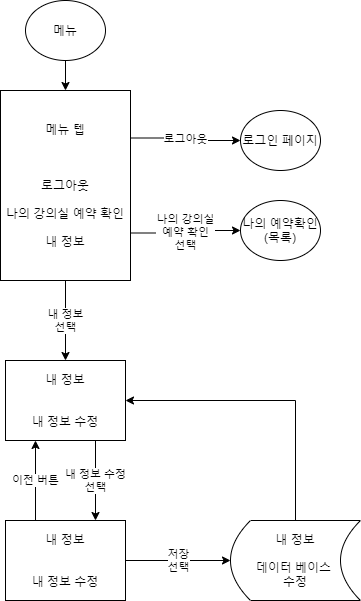 메뉴
메뉴 텝
로그아웃
나의 강의실 예약 확인
내 정보
로그아웃
로그인 페이지
나의 강의실
예약 확인
선택
나의 예약확인
(목록)
내 정보
선택
내 정보
내 정보 수정
이전 버튼
내 정보 수정
선택
내 정보
내 정보 수정
저장
선택
내 정보
데이터 베이스
수정